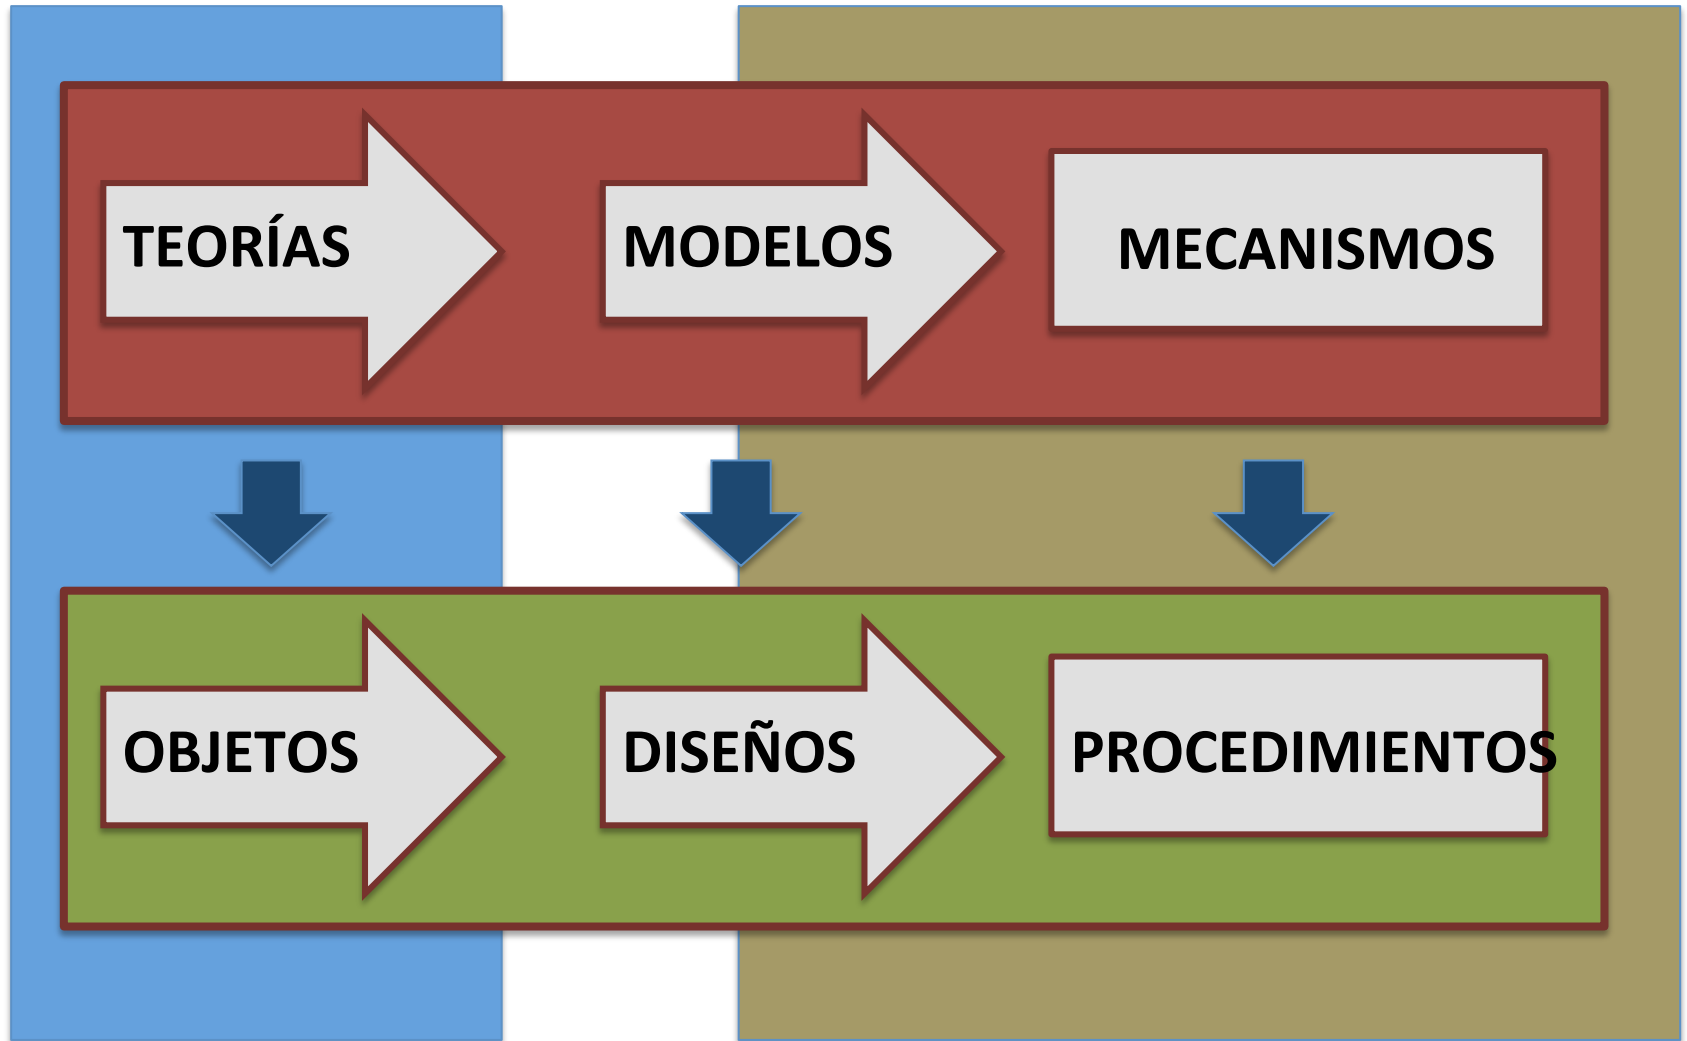 TEORÍAS
MODELOS
MECANISMOS
OBJETOS
DISEÑOS
PROCEDIMIENTOS